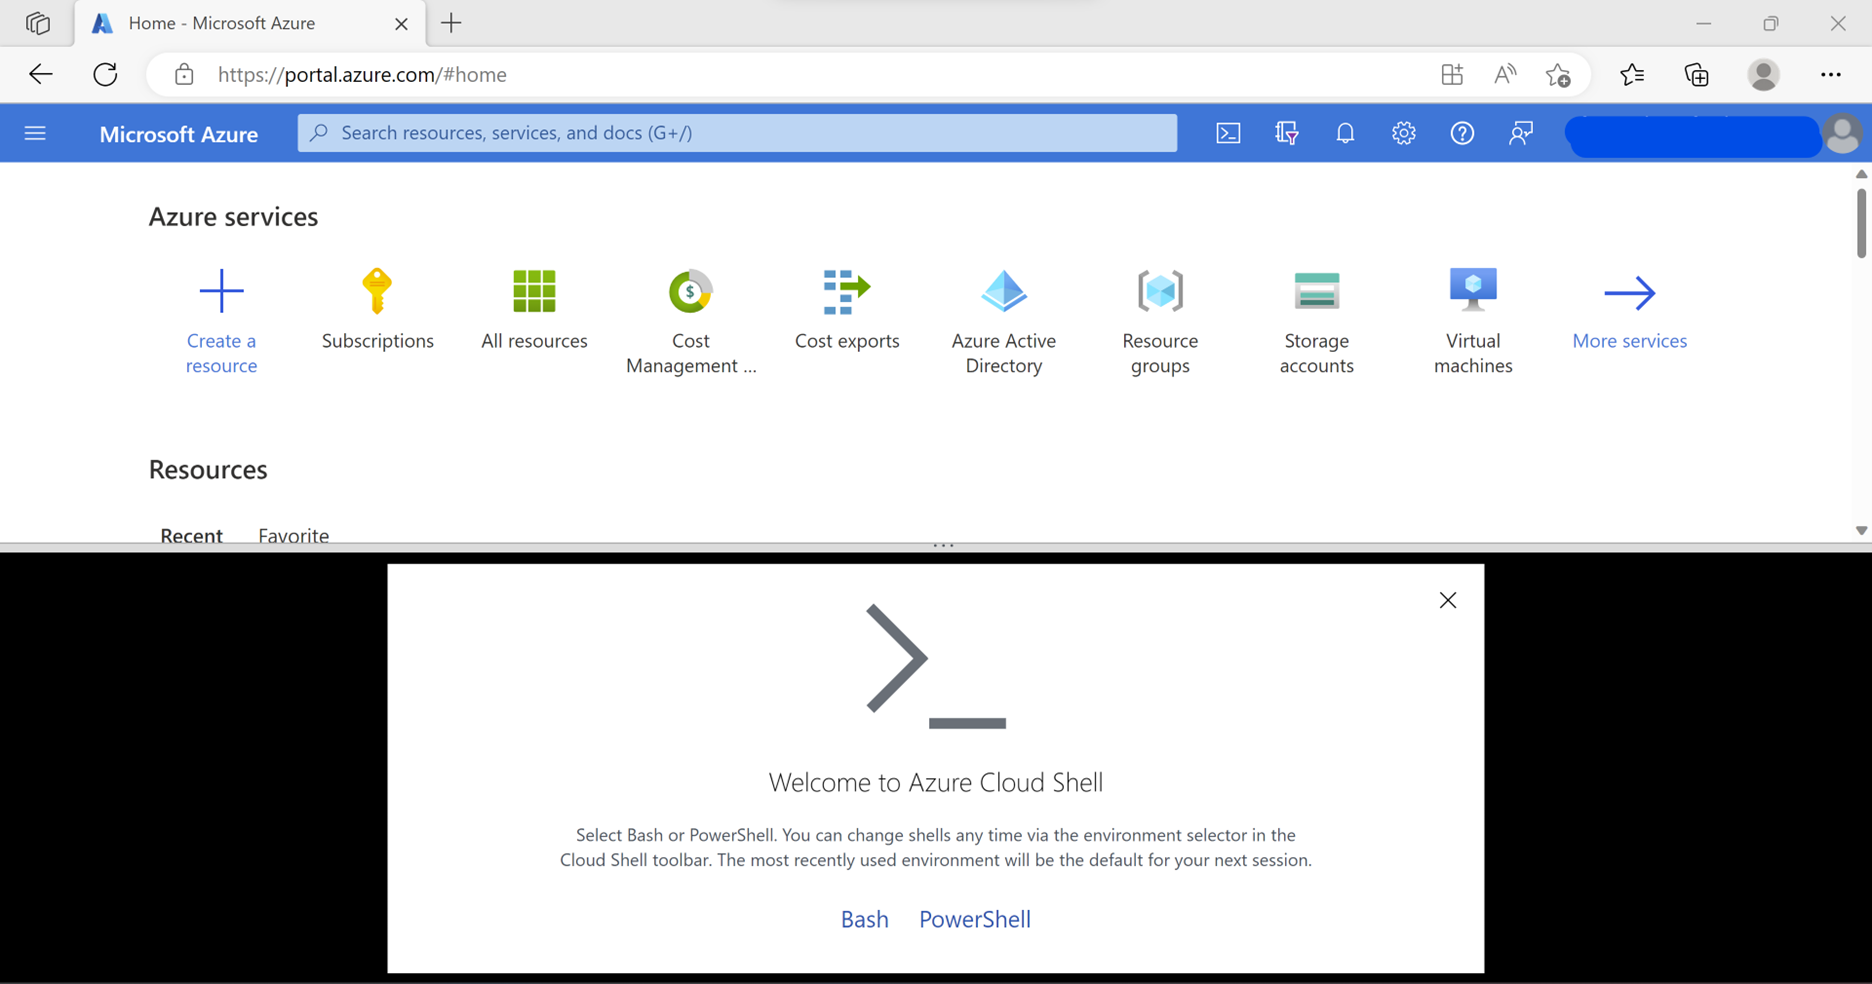 Home - Microsoft Azure
https://portal.azure.com/#home
Microsoft Azure
Search resources, services, and docs (G+/)
Azure services
Create a
resource
Subscriptions
All resources
Cost
Management ...
Cost exports
Azure Active
Directory
Resource
groups
Storage
accounts
Virtual
machines
More services
Resources
Recent Favorite
Welcome to Azure Cloud Shell
Select Bash or PowerShell. You can change shells any time via the environment selector in the
Cloud Shell toolbar. The most recently used environment will be the default for your next session.
Bash PowerShell